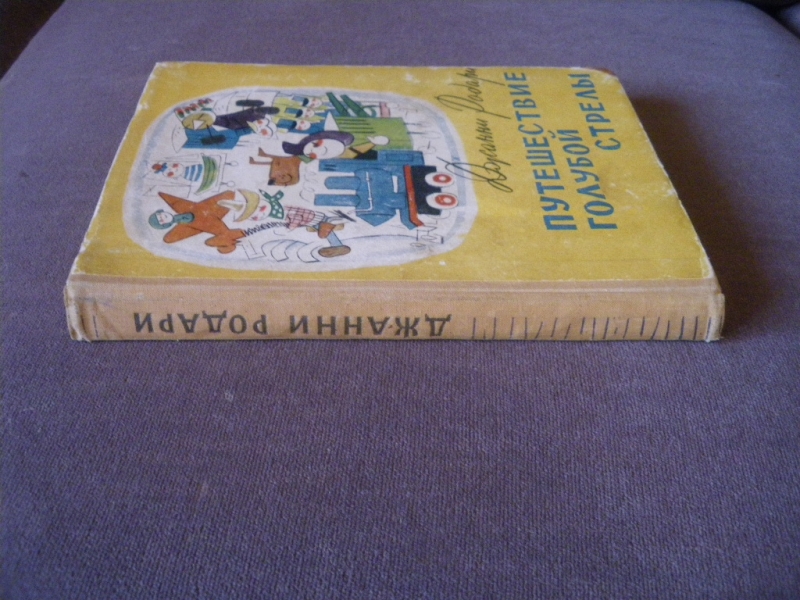 Джанни Родари
ПУТЕШЕСТВИЕ
ГОЛУБОЙ
СТРЕЛЫ
ДЖАННИ РОДАРИ